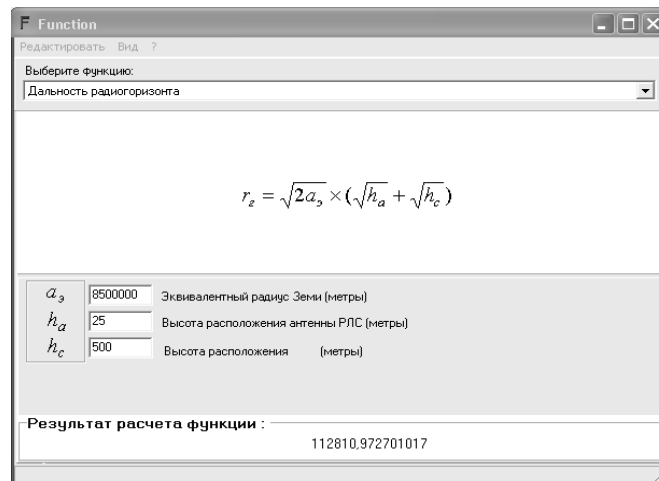 F Function
Редактировать Вид ?
Выберите функцию:
Дальность радиогоризонта
r_г = √2a_э × (√h_a + √h_c)
a_э 8500000 Эквивалентный радиус Земи (метры)
h_a 25 Высота расположения антенны РЛС (метры)
h_c 500 Высота расположения (метры)
Результат расчета функции :
112810,972701017